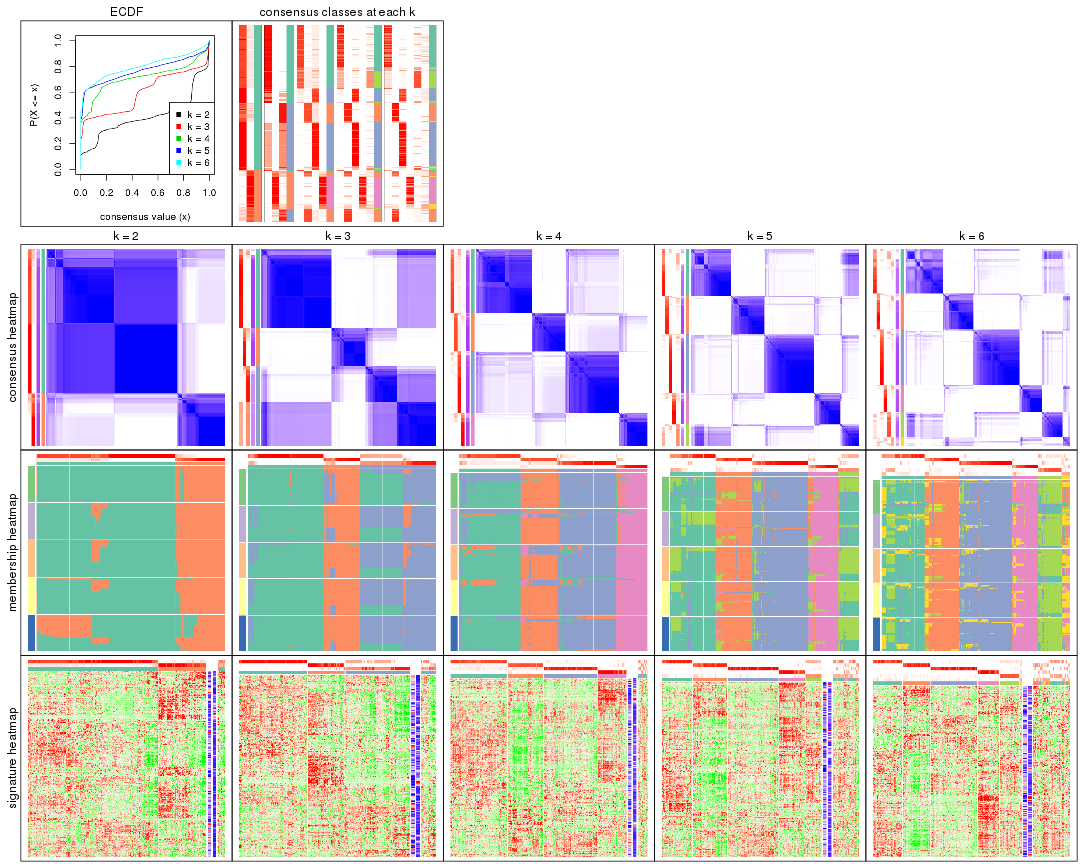 ECDF
consensus classes at each k
P(X <= x)
1.0
0.8
0.6
0.4
0.2
0.0
k = 2
k = 3
k = 4
k = 5
k = 6
0.0 0.2 0.4 0.6 0.8 1.0
consensus value (x)
k = 2
k = 3
k = 4
k = 5
k = 6
consensus heatmap
membership heatmap
signature heatmap